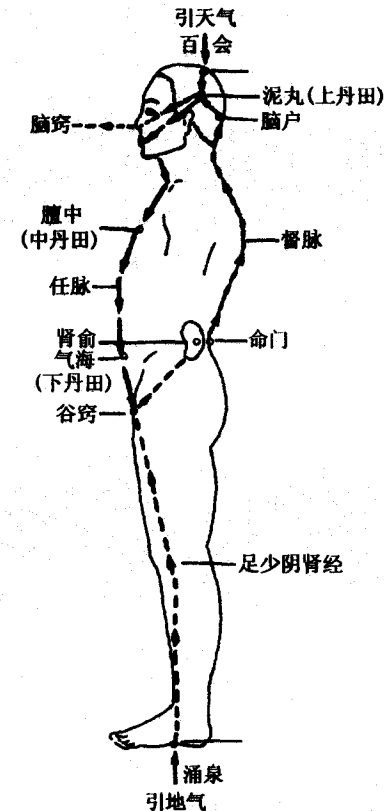 引天气
百会
泥丸(上丹田)
脑窍
脑户
膻中
(中丹田)
督脉
任脉
肾俞
命门
气海
(下丹田)
谷窍
足少阴肾经
涌泉
引地气